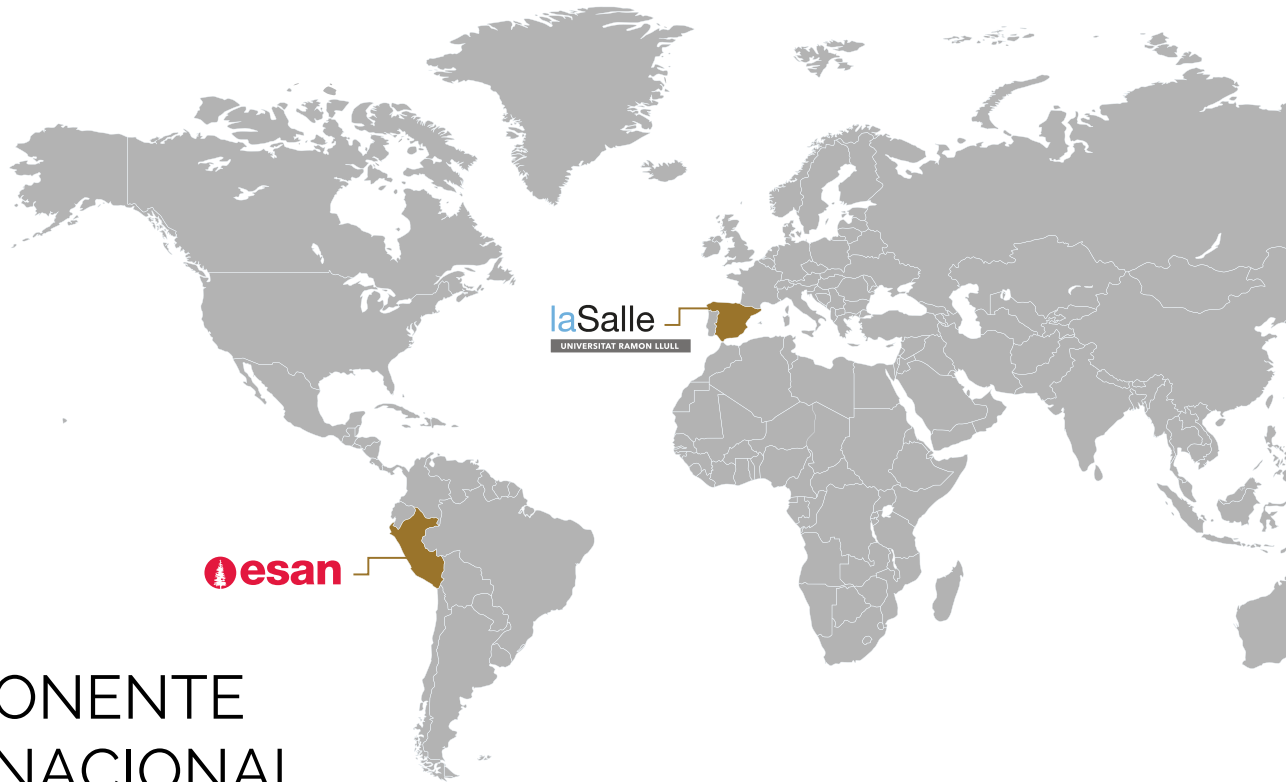 laSalle
UNIVERSITAT RAMON LLULL
esan
ONENTE
NACIONAL